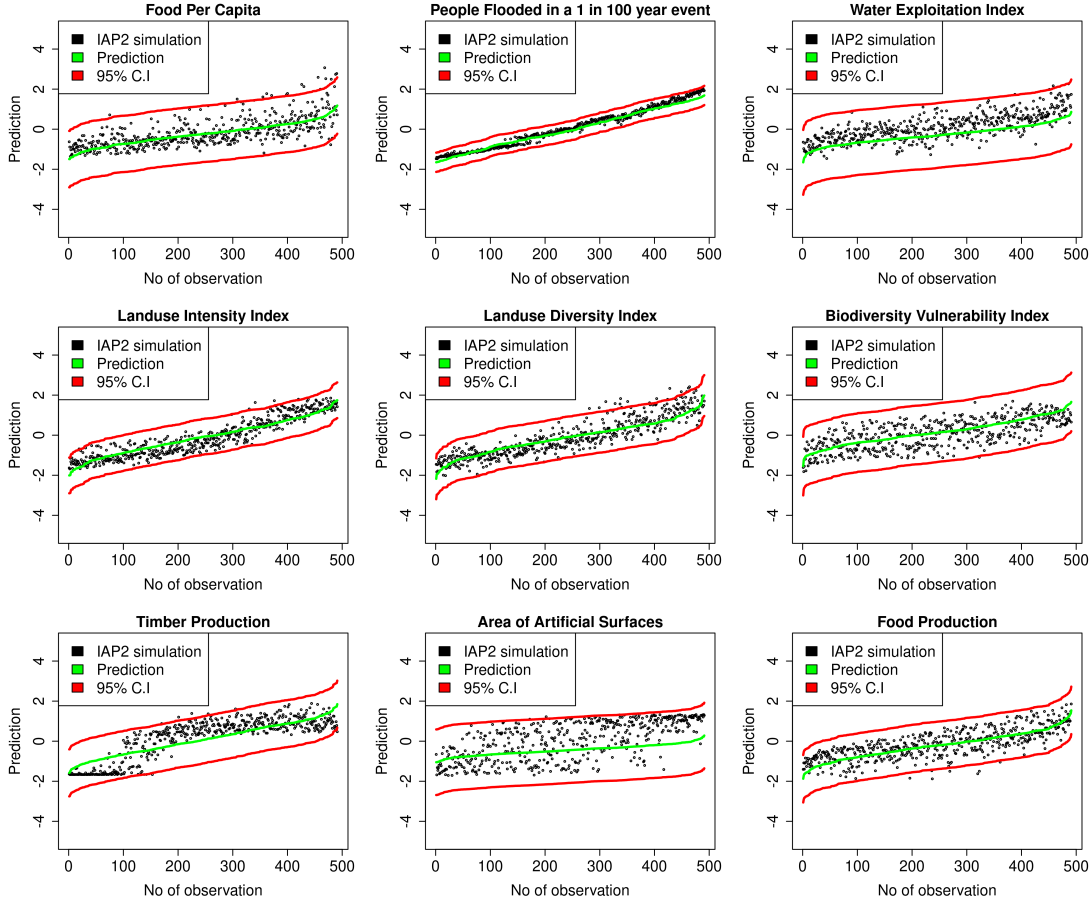 Food Per Capita
IAP2 simulation
Prediction
95% C.I
Prediction
4
2
0
-2
-4
0 100 200 300 400 500
No of observation
People Flooded in a 1 in 100 year event
IAP2 simulation
Prediction
95% C.I
Prediction
4
2
0
-2
-4
0 100 200 300 400 500
No of observation
Water Exploitation Index
IAP2 simulation
Prediction
95% C.I
Prediction
4
2
0
-2
-4
0 100 200 300 400 500
No of observation
Landuse Intensity Index
IAP2 simulation
Prediction
95% C.I
Prediction
4
2
0
-2
-4
0 100 200 300 400 500
No of observation
Landuse Diversity Index
IAP2 simulation
Prediction
95% C.I
Prediction
4
2
0
-2
-4
0 100 200 300 400 500
No of observation
Biodiversity Vulnerability Index
IAP2 simulation
Prediction
95% C.I
Prediction
4
2
0
-2
-4
0 100 200 300 400 500
No of observation
Timber Production
IAP2 simulation
Prediction
95% C.I
Prediction
4
2
0
-2
-4
0 100 200 300 400 500
No of observation
Area of Artificial Surfaces
IAP2 simulation
Prediction
95% C.I
Prediction
4
2
0
-2
-4
0 100 200 300 400 500
No of observation
Food Production
IAP2 simulation
Prediction
95% C.I
Prediction
4
2
0
-2
-4
0 100 200 300 400 500
No of observation